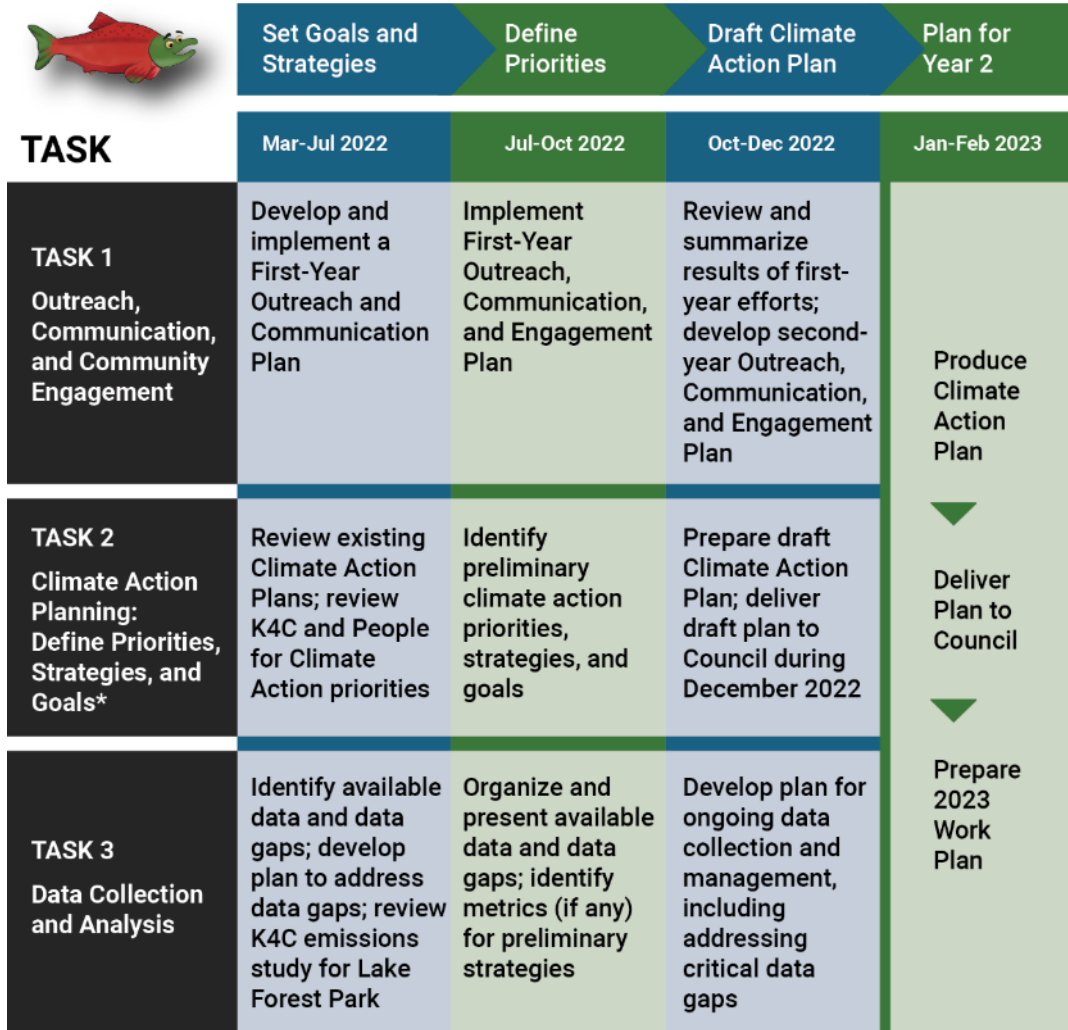 Set Goals and
Strategies
Define
Priorities
Draft Climate
Action Plan
Plan for
Year 2
TASK
Mar-Jul 2022
Jul-Oct 2022
Oct-Dec 2022
Jan-Feb 2023
TASK 1
Outreach,
Communication,
and Community
Engagement
Develop and
implement a
First-Year
Outreach and
Communication
Plan
Implement
First-Year
Outreach,
Communication,
and Engagement
Plan
Review and
summarize
results of first-
year efforts;
develop second-
year Outreach,
Communication,
and Engagement
Plan
TASK 2
Climate Action
Planning:
Define Priorities,
Strategies, and
Goals*
Review existing
Climate Action
Plans; review
K4C and People
for Climate
Action priorities
Identify
preliminary
climate action
priorities,
strategies, and
goals
Prepare draft
Climate Action
Plan; deliver
draft plan to
Council during
December 2022
TASK 3
Data Collection
and Analysis
Identify available
data and data
gaps; develop
plan to address
data gaps; review
K4C emissions
study for Lake
Forest Park
Organize and
present available
data and data
gaps; identify
metrics (if any)
for preliminary
strategies
Develop plan for
ongoing data
collection and
management,
including
addressing
critical data
gaps
Produce
Climate
Action
Plan
Deliver
Plan to
Council
Prepare
2023
Work
Plan